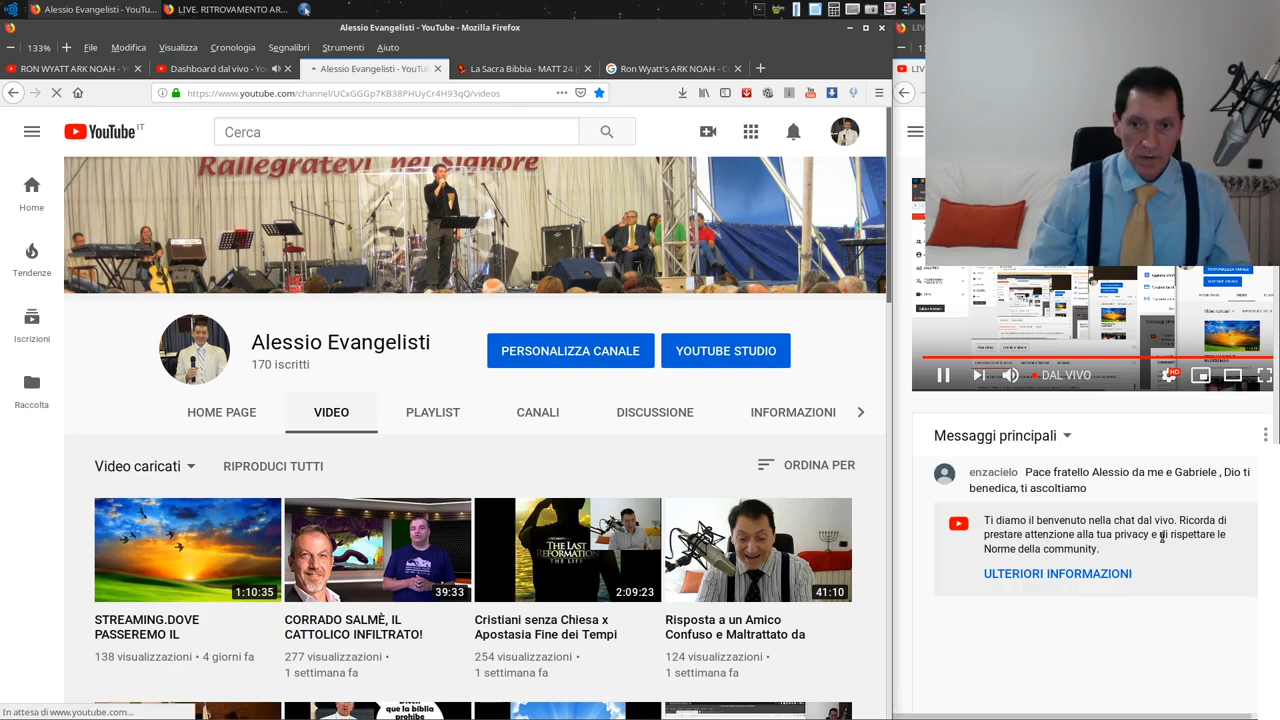 Alessio Evangelisti - YouTu...
LIVE. RITROVAMENTO AR...
Alessio Evangelisti - YouTube - Mozilla Firefox
133%
File Modifica Visualizza Cronologia Segnalibri Strumenti Aiuto
RON WYATT ARK NOAH - Y
Dashboard dal vivo - Yo
Alessio Evangelisti - YouTu
La Sacra Bibbia - MATT 24 (
Ron Wyatt's ARK NOAH - C
https://www.youtube.com/channel/UCxGGGp7KB38PHUyCr4H93qQ/videos
YouTube IT
Cerca
Rallegratevi nel Signore
Home
Tendenze
Iscrizioni
Raccolta
Alessio Evangelisti
170 iscritti
PERSONALIZZA CANALE
YOUTUBE STUDIO
HOME PAGE
VIDEO
PLAYLIST
CANALI
DISCUSSIONE
INFORMAZIONI
Video caricati
RIPRODUCI TUTTI
ORDINA PER
THE LAST
REFORMATION
THE LIFE
1:10:35
39:33
2:09:23
41:10
STREAMING.DOVE
PASSEREMO IL
138 visualizzazioni • 4 giorni fa
CORRADO SALMÈ, IL
CATTOLICO INFILTRATO!
277 visualizzazioni •
1 settimana fa
Cristiani senza Chiesa x
Apostasia Fine dei Tempi
254 visualizzazioni •
1 settimana fa
Risposta a un Amico
Confuso e Maltrattato da
124 visualizzazioni •
1 settimana fa
que la biblia
prohibe
In attesa di www.youtube.com...
DAL VIVO
HD
Messaggi principali
enzacielo Pace fratello Alessio da me e Gabriele , Dio ti
benedica, ti ascoltiamo
Ti diamo il benvenuto nella chat dal vivo. Ricorda di
prestare attenzione alla tua privacy e di rispettare le
Norme della community.
ULTERIORI INFORMAZIONI